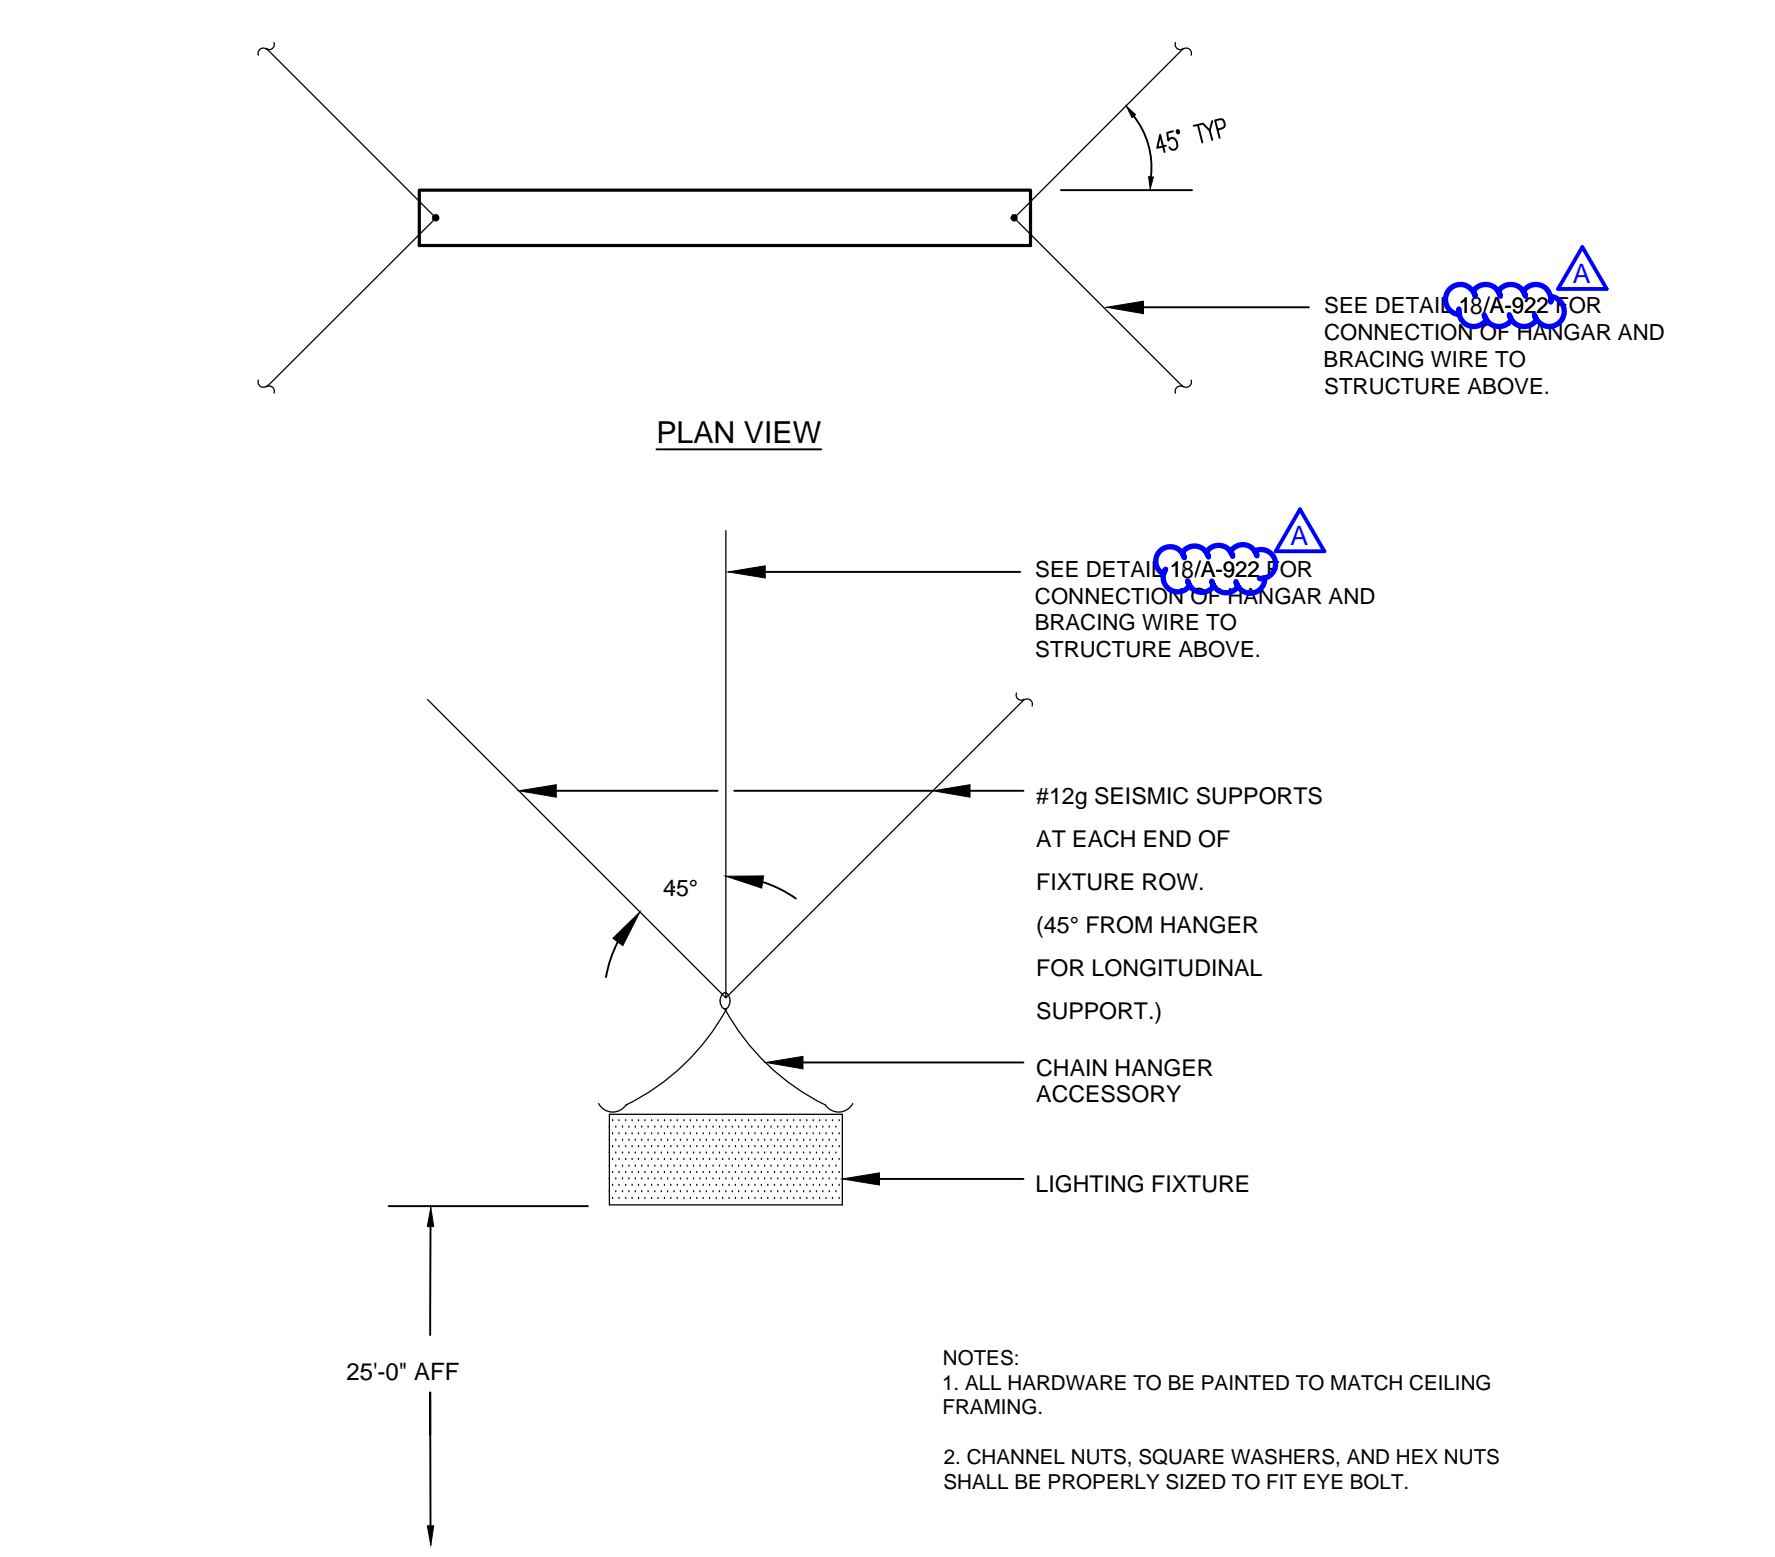 45° TYP
A
SEE DETAIL 18/A-922 FOR
CONNECTION OF HANGAR AND
BRACING WIRE TO
STRUCTURE ABOVE.
PLAN VIEW
A
SEE DETAIL 18/A-922 FOR
CONNECTION OF HANGAR AND
BRACING WIRE TO
STRUCTURE ABOVE.
#12g SEISMIC SUPPORTS
AT EACH END OF
FIXTURE ROW.
(45° FROM HANGER
FOR LONGITUDINAL
SUPPORT.)
45°
CHAIN HANGER
ACCESSORY
LIGHTING FIXTURE
25'-0" AFF
NOTES:
1. ALL HARDWARE TO BE PAINTED TO MATCH CEILING
FRAMING.
2. CHANNEL NUTS, SQUARE WASHERS, AND HEX NUTS
SHALL BE PROPERLY SIZED TO FIT EYE BOLT.